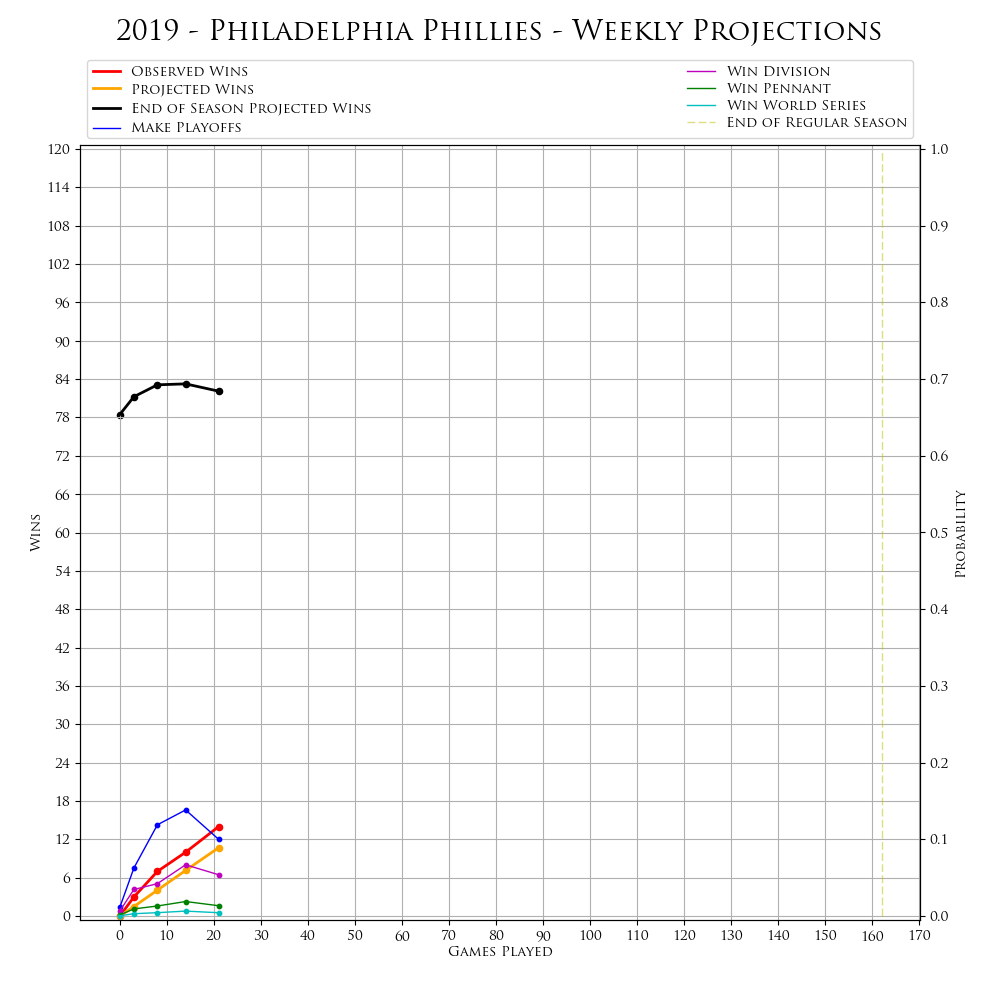 2019 - Philadelphia Phillies - Weekly Projections
Observed Wins
Projected Wins
End of Season Projected Wins
Make Playoffs
Win Division
Win Pennant
Win World Series
End of Regular Season
120
114
108
102
96
90
84
78
72
66
60
54
48
42
36
30
24
18
12
6
0
Wins
1.0
0.9
0.8
0.7
0.6
0.5
0.4
0.3
0.2
0.1
0.0
Probability
0 10 20 30 40 50 60 70 80 90 100 110 120 130 140 150 160 170
Games Played